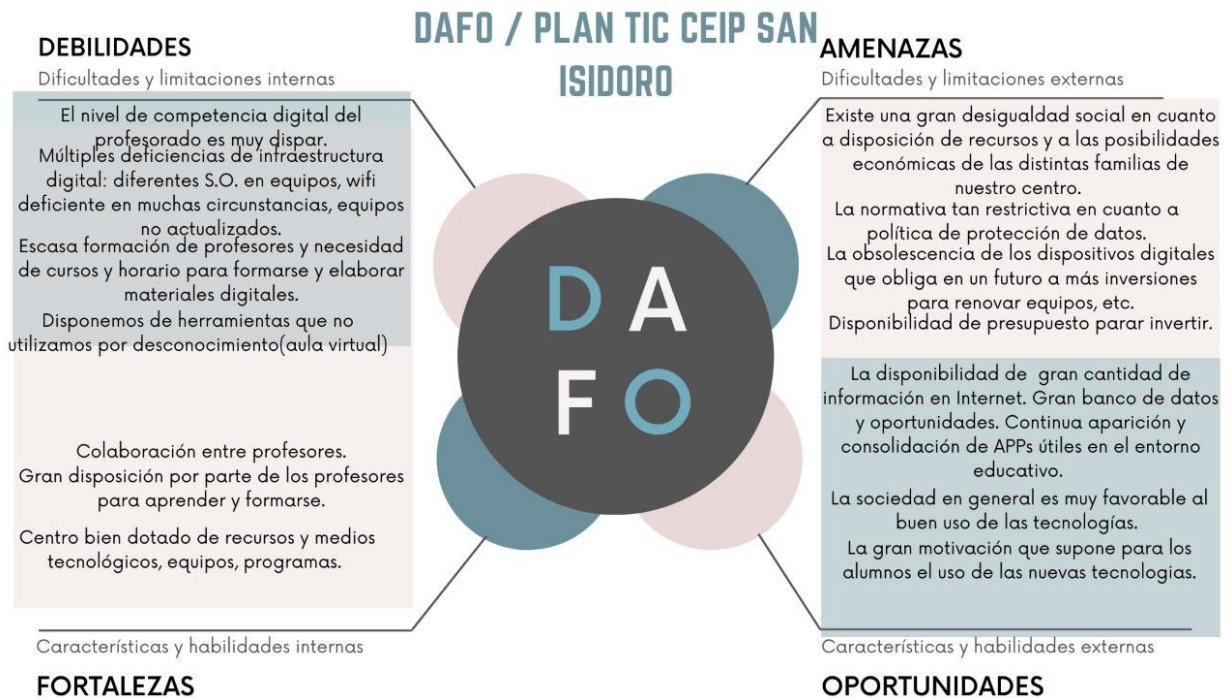 DAFO / PLAN TIC CEIP SAN
ISIDORO
DEBILIDADES
Dificultades y limitaciones internas
El nivel de competencia digital del
profesorado es muy dispar.
Múltiples deficiencias de infraestructura
digital: diferentes S.O. en equipos, wifi
deficiente en muchas circunstancias, equipos
no actualizados.
Escasa formación de profesores y necesidad
de cursos y horario para formarse y elaborar
materiales digitales.
Disponemos de herramientas que no
utilizamos por desconocimiento(aula virtual)
AMENAZAS
Dificultades y limitaciones externas
Existe una gran desigualdad social en cuanto
a disposición de recursos y a las posibilidades
económicas de las distintas familias de
nuestro centro.
La normativa tan restrictiva en cuanto a
política de protección de datos.
La obsolescencia de los dispositivos digitales
que obliga en un futuro a más inversiones
para renovar equipos, etc.
Disponibilidad de presupuesto parar invertir.
D A
F O
Colaboración entre profesores.
Gran disposición por parte de los profesores
para aprender y formarse.
Centro bien dotado de recursos y medios
tecnológicos, equipos, programas.
Características y habilidades internas
FORTALEZAS
La disponibilidad de gran cantidad de
información en Internet. Gran banco de datos
y oportunidades. Continua aparición y
consolidación de APPs útiles en el entorno
educativo.
La sociedad en general es muy favorable al
buen uso de las tecnologías.
La gran motivación que supone para los
alumnos el uso de las nuevas tecnologias.
Características y habilidades externas
OPORTUNIDADES